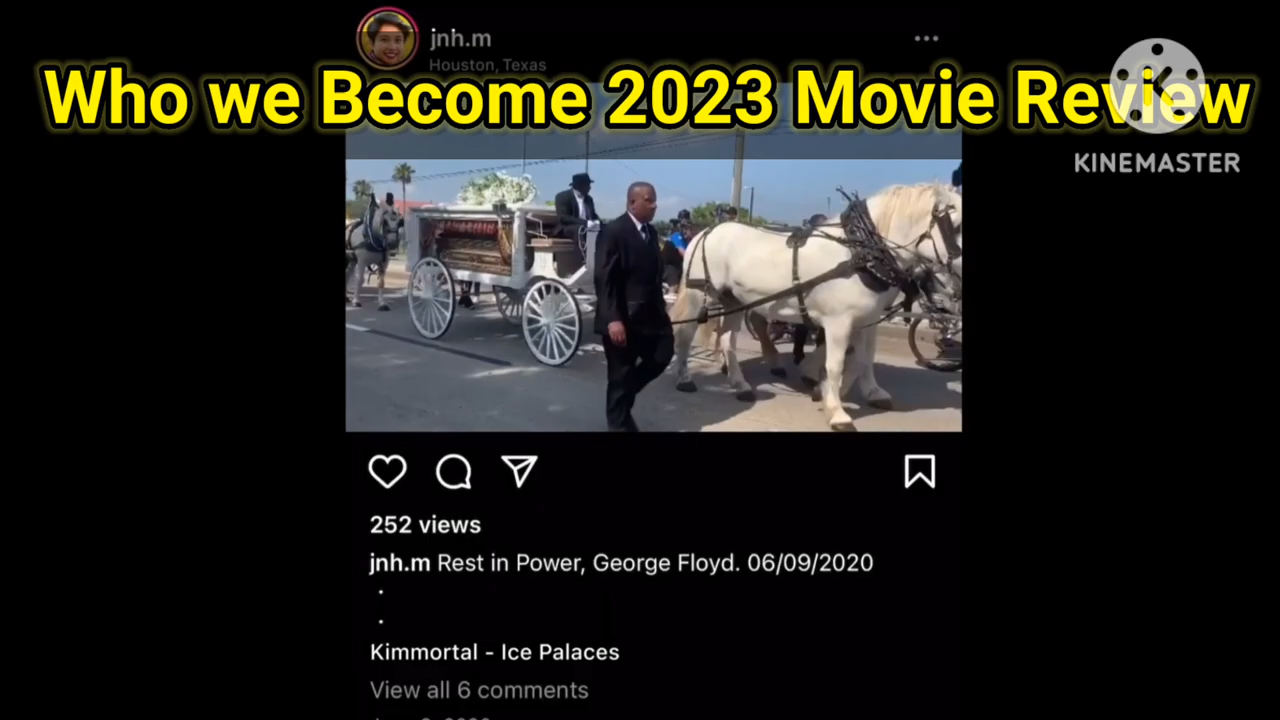 jnh.m
Houston, Texas
Who we Become 2023 Movie Review
KINEMASTER
252 views
jnh.m Rest in Power, George Floyd. 06/09/2020
.
.
Kimmortal - Ice Palaces
View all 6 comments